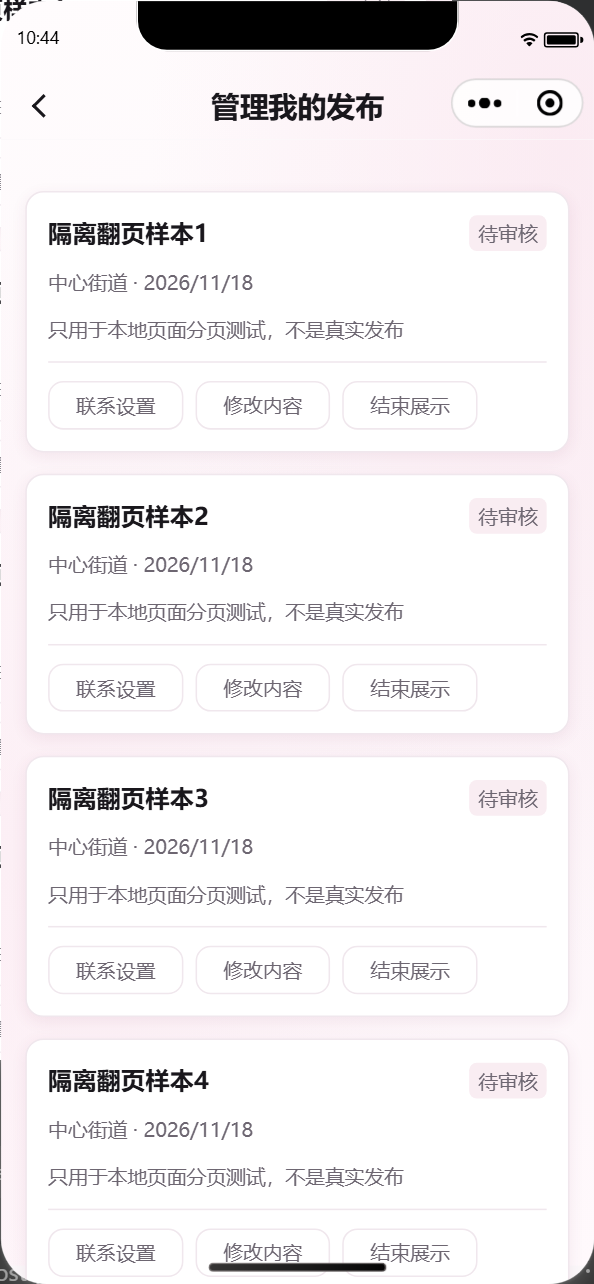 10:44
管理我的发布
隔离翻页样本1
待审核
中心街道 · 2026/11/18
只用于本地页面分页测试，不是真实发布
联系设置 修改内容 结束展示
隔离翻页样本2
待审核
中心街道 · 2026/11/18
只用于本地页面分页测试，不是真实发布
联系设置 修改内容 结束展示
隔离翻页样本3
待审核
中心街道 · 2026/11/18
只用于本地页面分页测试，不是真实发布
联系设置 修改内容 结束展示
隔离翻页样本4
待审核
中心街道 · 2026/11/18
只用于本地页面分页测试，不是真实发布
联系设置 修改内容 结束展示